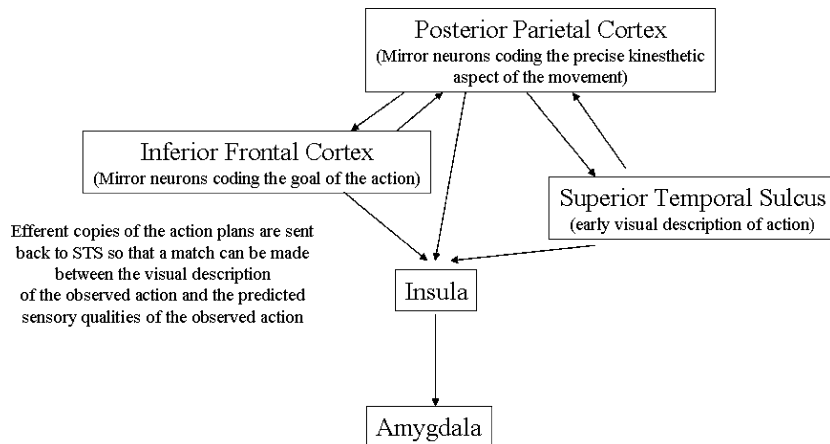 Posterior Parietal Cortex
(Mirror neurons coding the precise kinesthetic
aspect of the movement)
Inferior Frontal Cortex
(Mirror neurons coding the goal of the action)
Superior Temporal Sulcus
(early visual description of action)
Efferent copies of the action plans are sent
back to STS so that a match can be made
between the visual description
of the observed action and the predicted
sensory qualities of the observed action
Insula
Amygdala